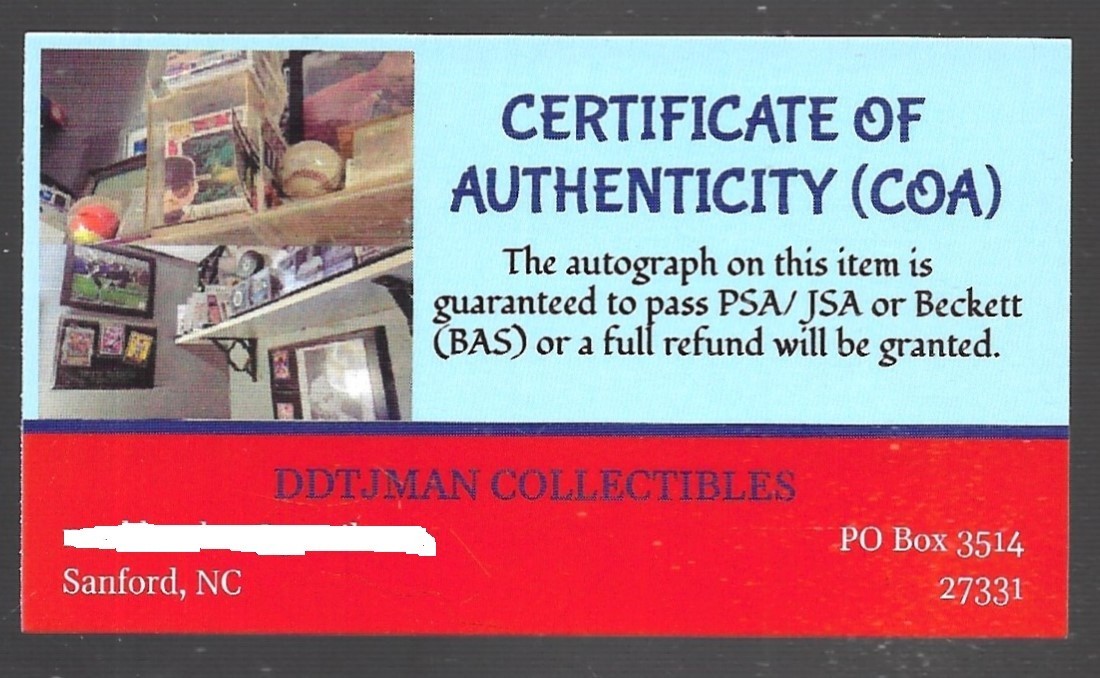 CERTIFICATE OF
AUTHENTICITY (COA)
The autograph on this item is
guaranteed to pass PSA/ JSA or Beckett
(BAS) or a full refund will be granted.
DDTJMAN COLLECTIBLES
PO Box 3514
Sanford, NC
27331